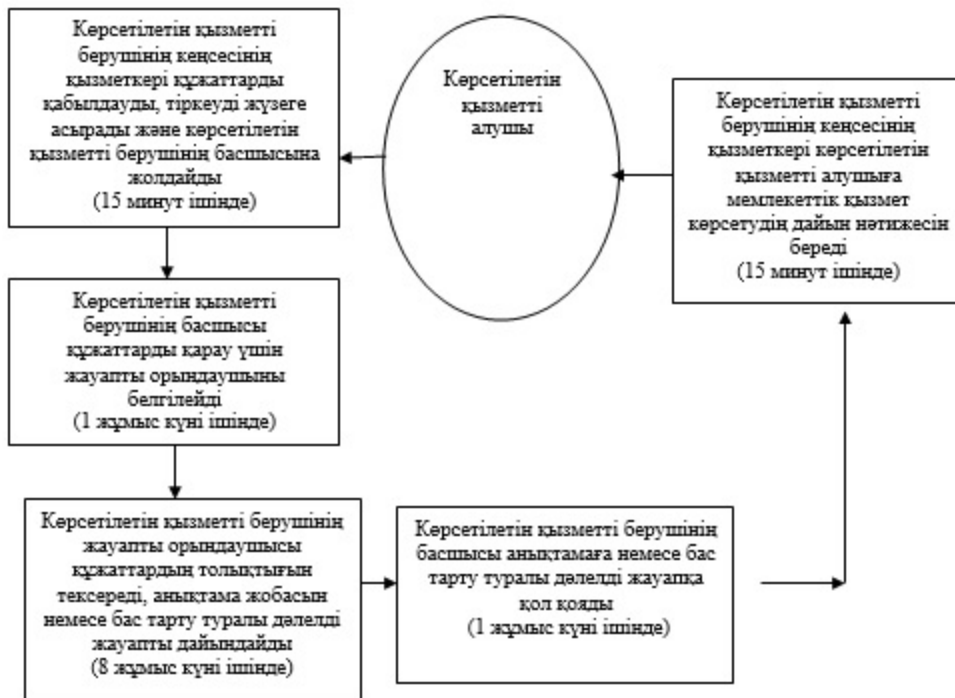 Көрсетілетін қызметті
берушінің кеңсесінің
қызметкері құжаттарды
қабылдауды, тіркеуді жүзеге
асырады және көрсетілетін
қызметті берушінің басшысына
жолдайды
(15 минут ішінде)
Көрсетілетін
қызметті
алушы
Көрсетілетін қызметті
берушінің кеңсесінің
қызметкері көрсетілетін
қызметті алушыға
мемлекеттік қызмет
көрсетудің дайын нәтижесін
береді
(15 минут ішінде)
Көрсетілетін қызметті
берушінің басшысы
құжаттарды қарау үшін
жауапты орындаушыны
белгілейді
(1 жұмыс күні ішінде)
Көрсетілетін қызметті берушінің
жауапты орындаушысы
құжаттардың толықтығын
тексереді, анықтама жобасын
немесе бас тарту туралы дәлелді
жауапты дайындайды
(8 жұмыс күні ішінде)
Көрсетілетін қызметті берушінің
басшысы анықтамаға немесе бас
тарту туралы дәлелді жауапқа
қол қояды
(1 жұмыс күні ішінде)